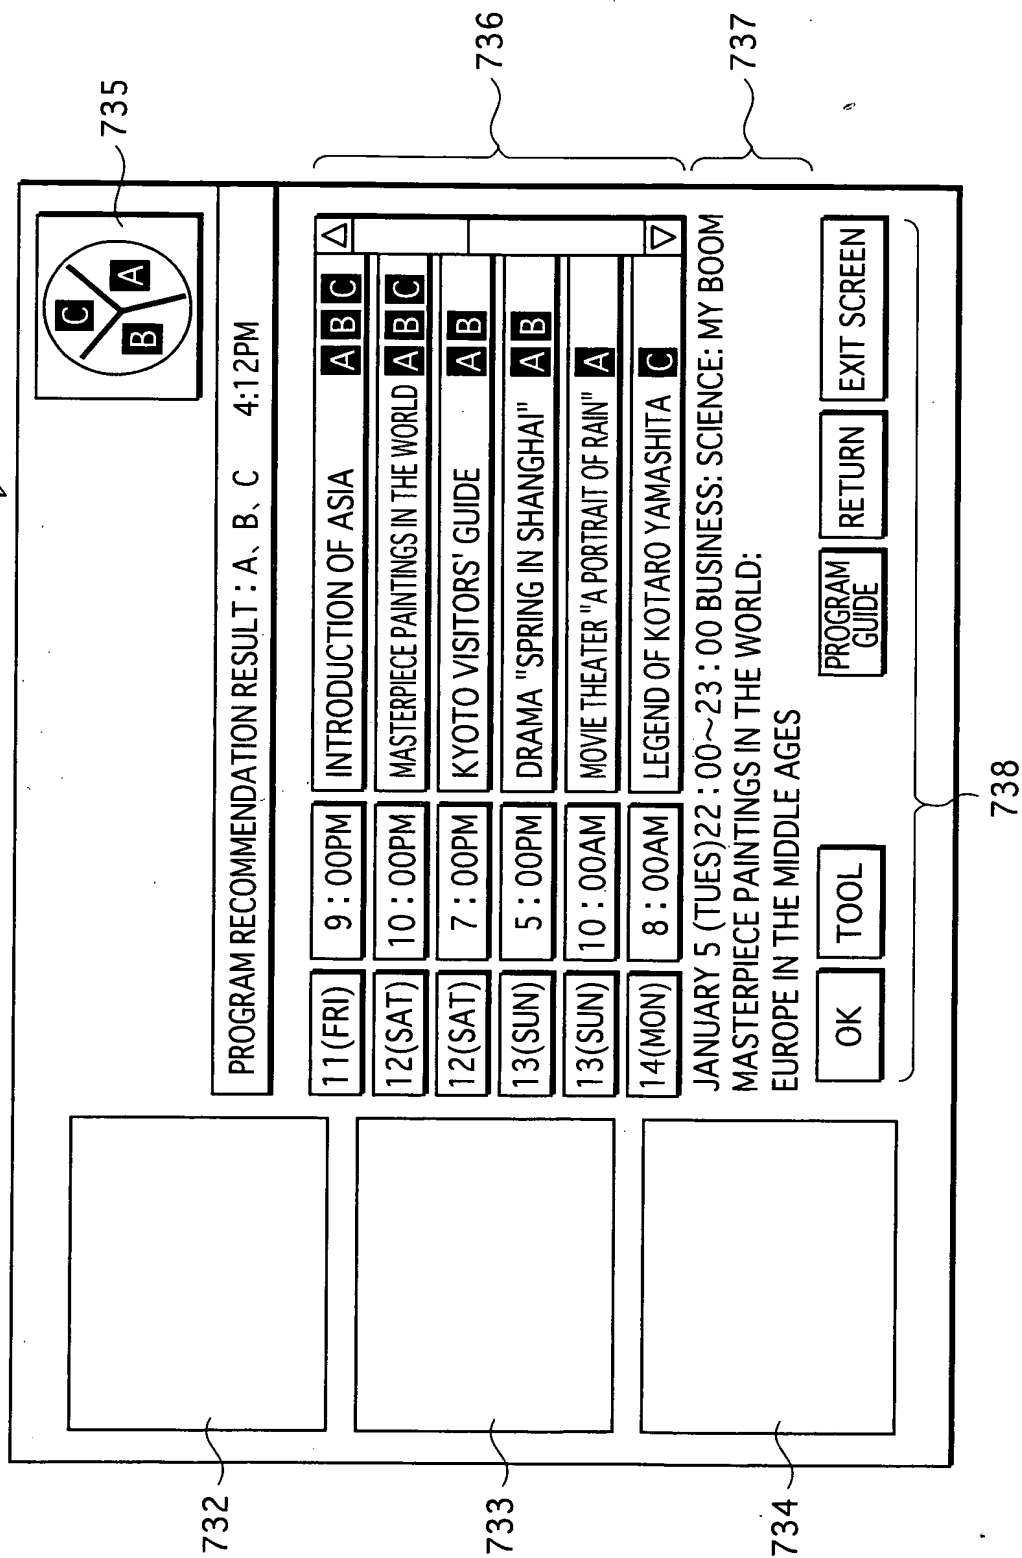 735
C
A
B
PROGRAM RECOMMENDATION RESULT : A、B、C 4:12PM
11(FRI) 9 : 00PM INTRODUCTION OF ASIA A B C
12(SAT) 10 : 00PM MASTERPIECE PAINTINGS IN THE WORLD A B C
12(SAT) 7 : 00PM KYOTO VISITORS' GUIDE A B
13(SUN) 5 : 00PM DRAMA "SPRING IN SHANGHAI" A B
13(SUN) 10 : 00AM MOVIE THEATER "A PORTRAIT OF RAIN" A
14(MON) 8 : 00AM LEGEND OF KOTARO YAMASHITA C
736
JANUARY 5 (TUES)22 : 00~23 : 00 BUSINESS: SCIENCE: MY BOOM
MASTERPIECE PAINTINGS IN THE WORLD:
EUROPE IN THE MIDDLE AGES
737
OK TOOL PROGRAM GUIDE RETURN EXIT SCREEN
738
732
733
734